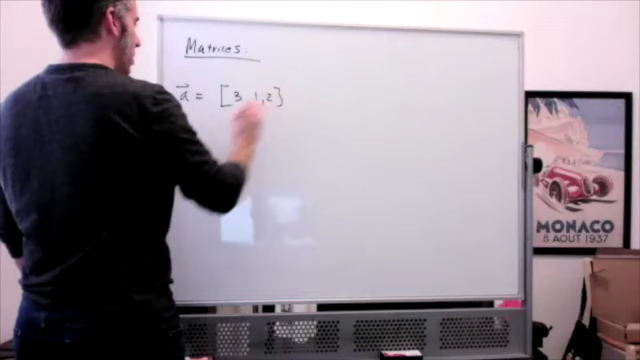 Matrices:
a⃗ = [3, 1, 2]
MONACO
8 AOUT 1937